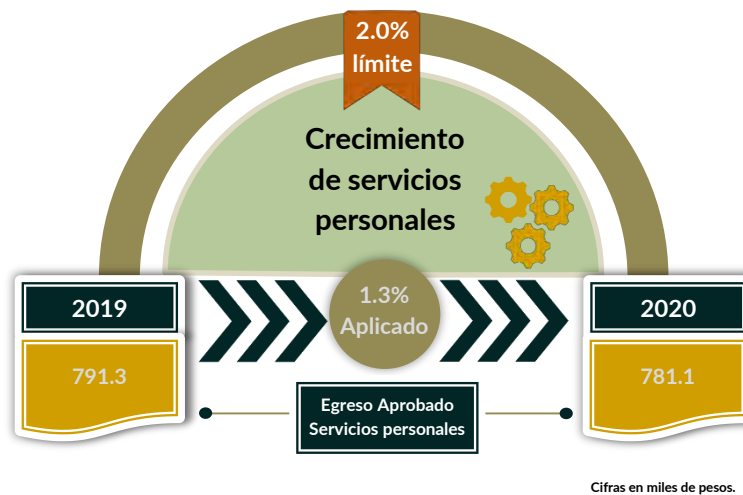 2.0%
límite
Crecimiento
de servicios
personales
2019
1.3%
Aplicado
2020
791.3
781.1
Egreso Aprobado
Servicios personales
Cifras en miles de pesos.